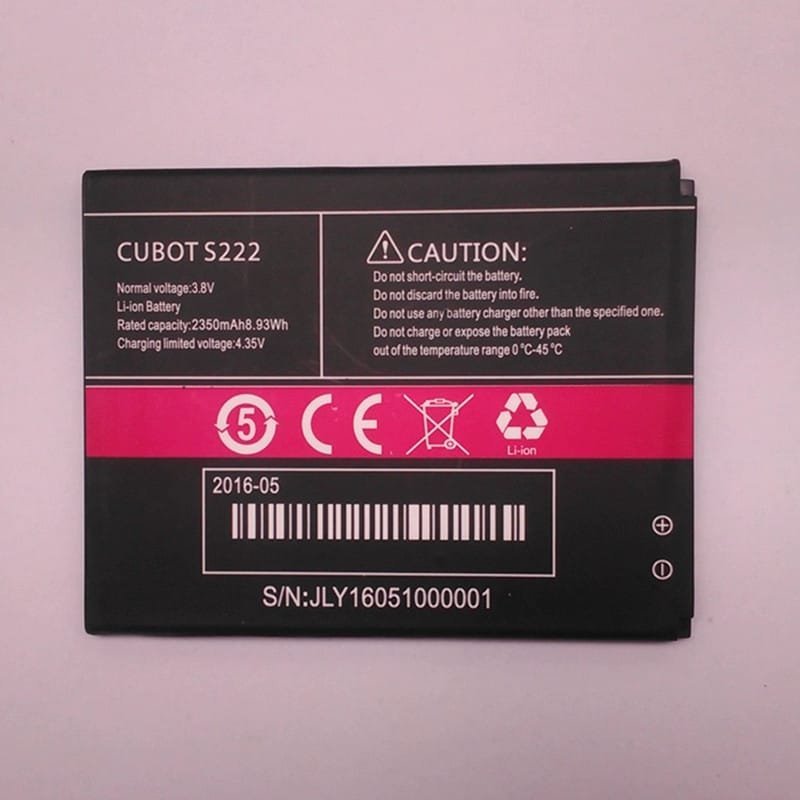 CUBOT S222
Normal voltage:3.8V
Li-ion Battery
Rated capacity:2350mAh8.93Wh
Charging limited voltage:4.35V
CAUTION:
Do not short-circuit the battery.
Do not discard the battery into fire.
Do not use any battery charger other than the specified one.
Do not charge or expose the battery pack
out of the temperature range 0 °C-45 °C
5
CE
Li-ion
2016-05
S/N:JLY16051000001